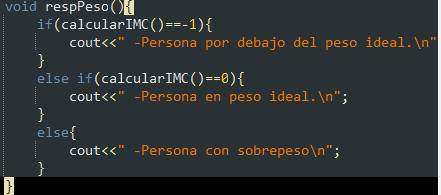 void respPeso(){
if(calcularIMC()==-1){
cout<<" -Persona por debajo del peso ideal.\n"
}
else if(calcularIMC()==0){
cout<<" -Persona en peso ideal.\n";
}
else{
cout<<" -Persona con sobrepeso\n";
}
}